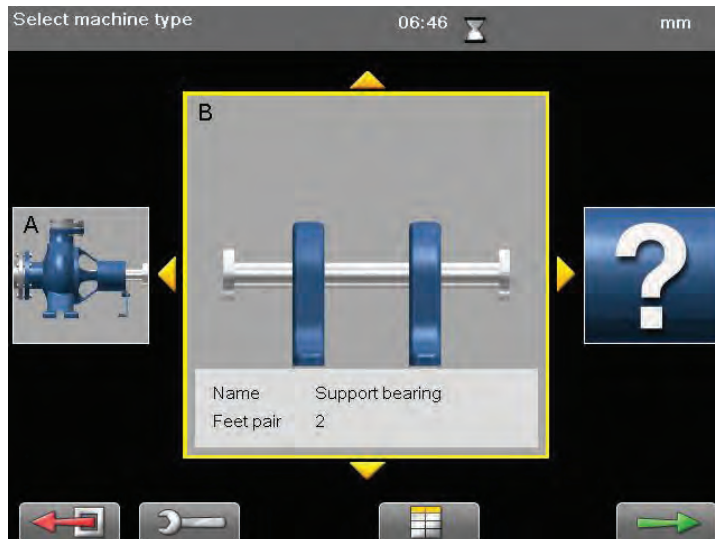 Select machine type
06:46
mm
B
A
?
Name Support bearing
Feet pair 2